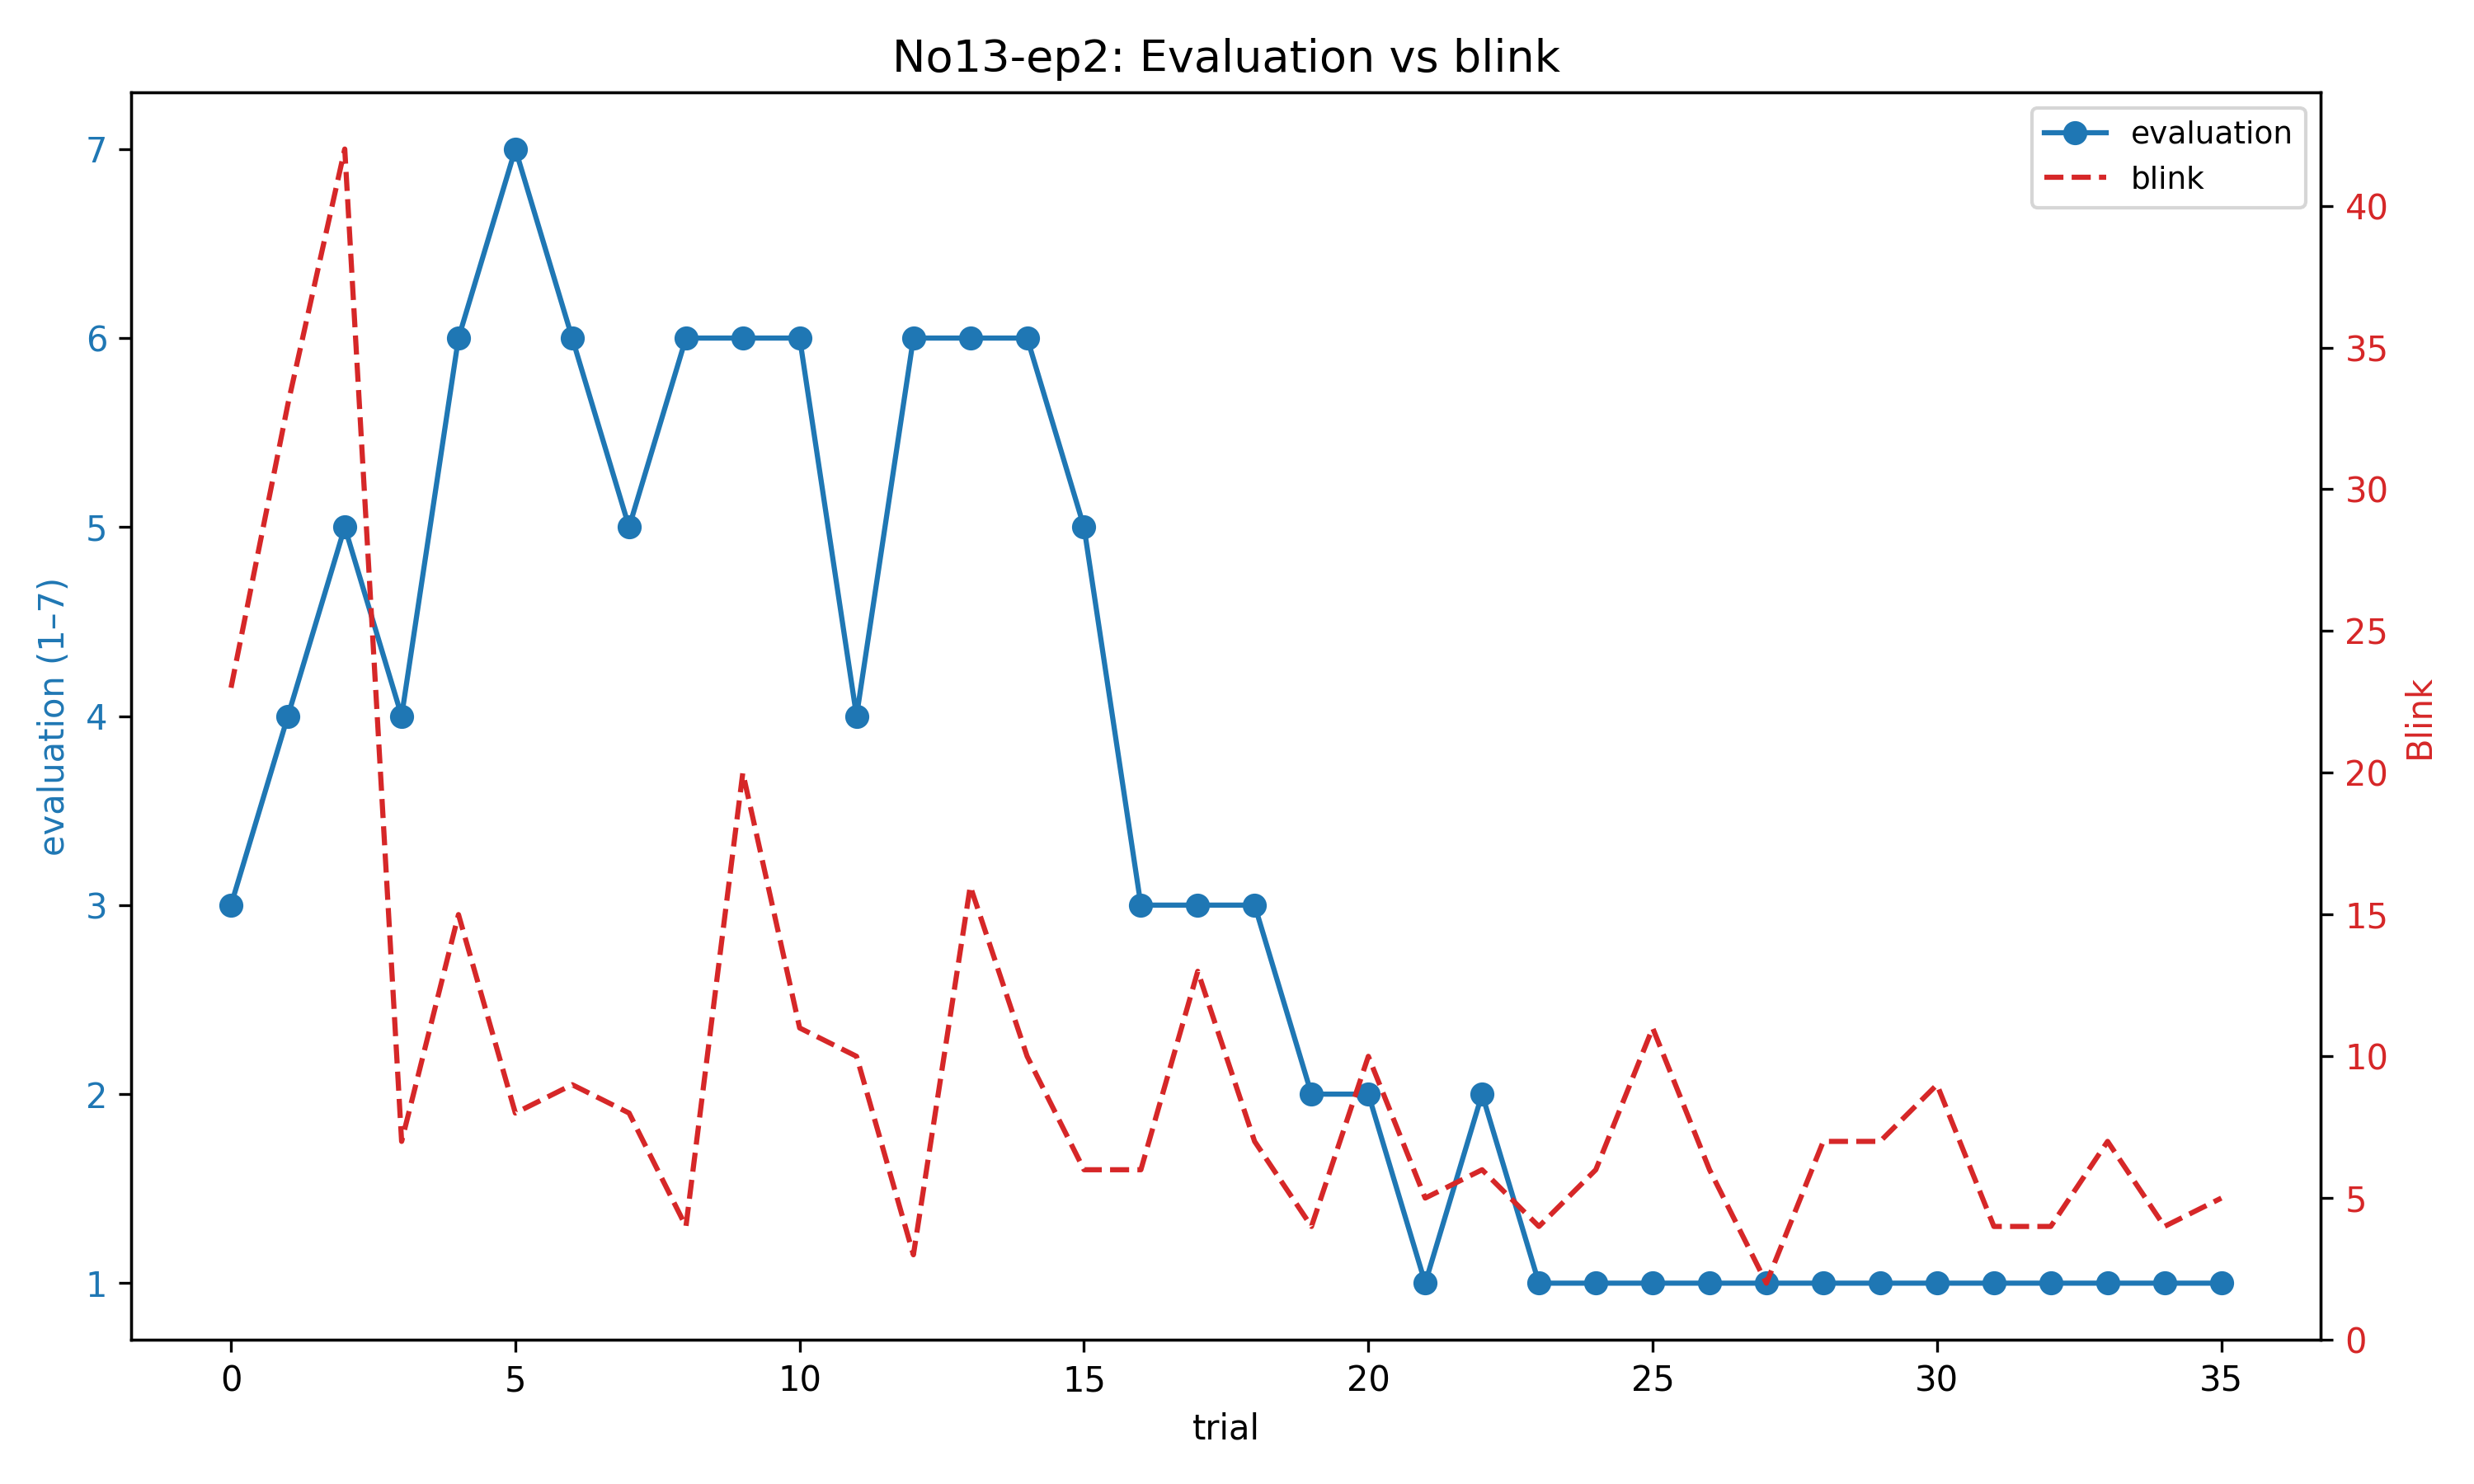 No13-ep2: Evaluation vs blink
evaluation
blink
7
6
5
4
3
2
1
evaluation (1–7)
40
35
30
25
20
15
10
5
0
Blink
0 5 10 15 20 25 30 35
trial